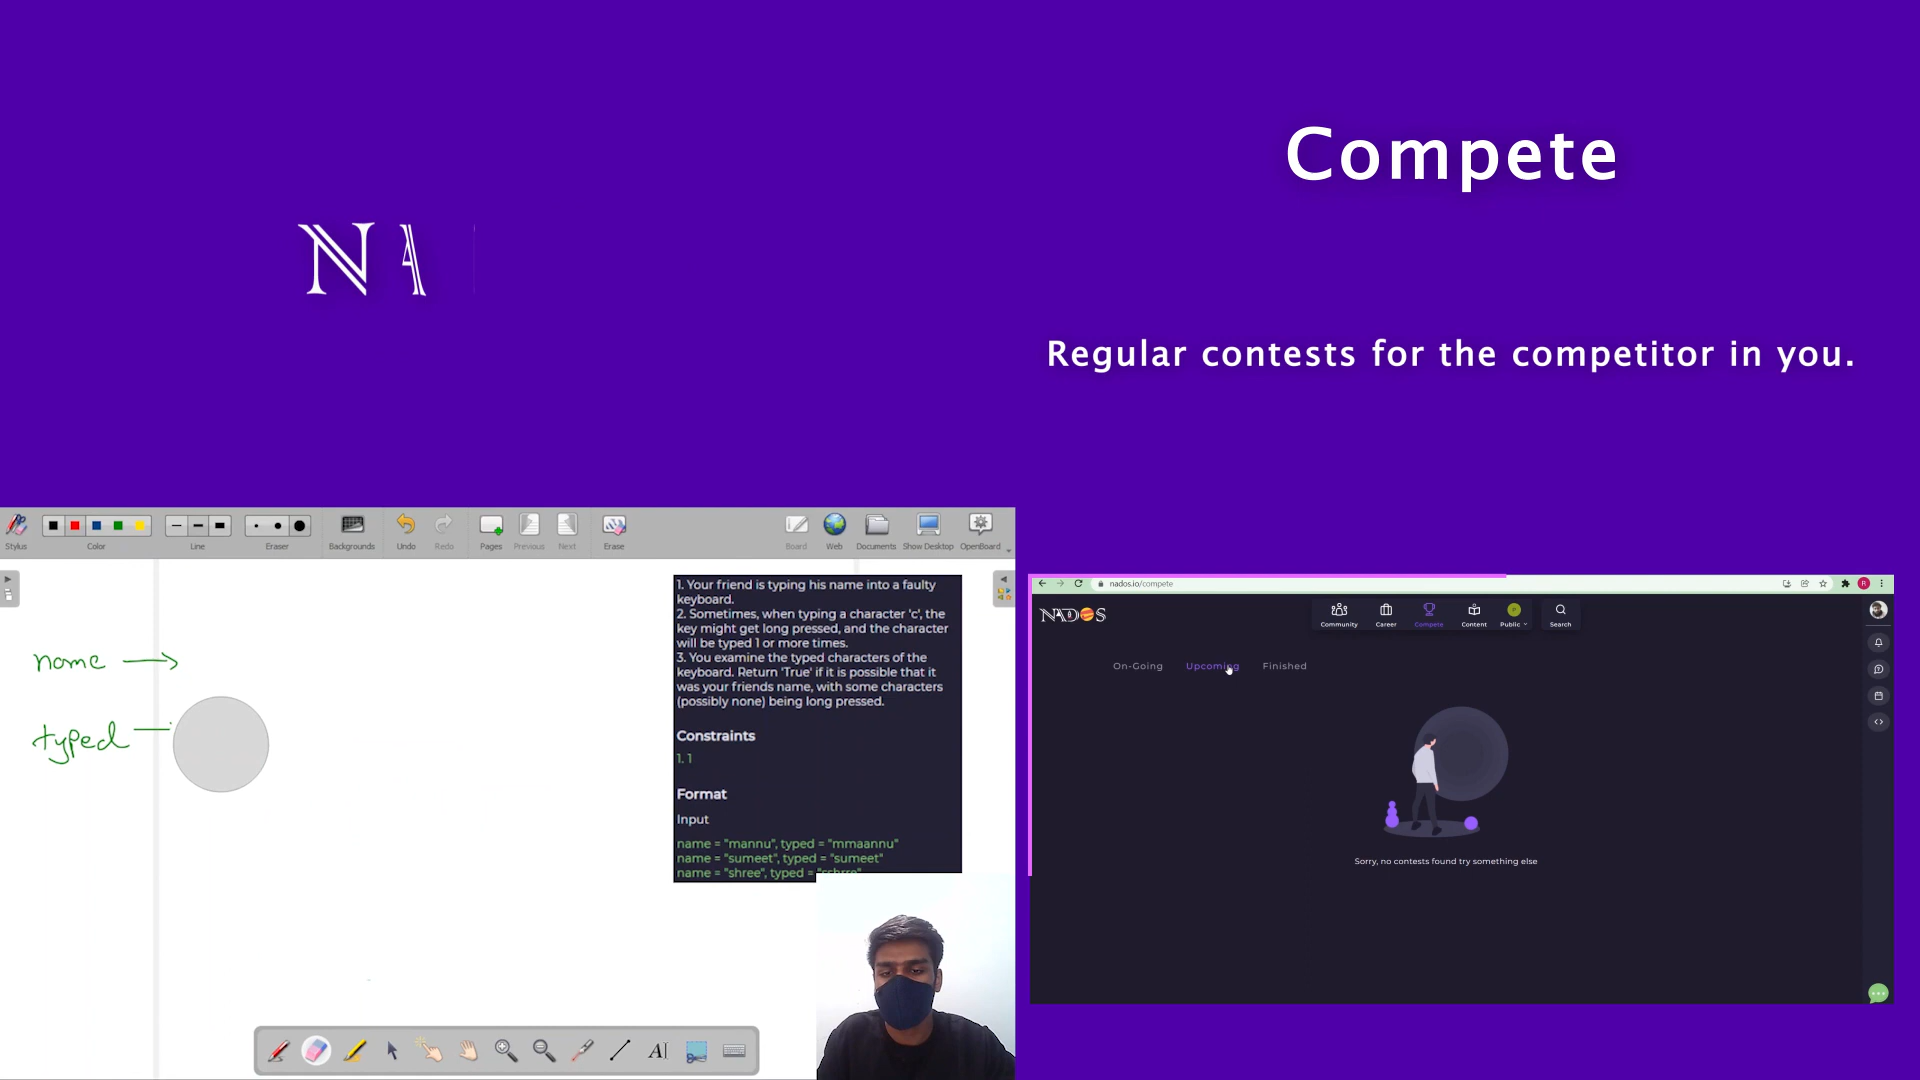 Compete
NA
Regular contests for the competitor in you.
Stylus
Color
Line
Eraser
Backgrounds
Undo
Redo
Pages
Previous
Next
Erase
Board
Web
Documents
Show Desktop
OpenBoard
name
typed
1. Your friend is typing his name into a faulty
keyboard.
2. Sometimes, when typing a character 'c', the
key might get long pressed, and the character
will be typed 1 or more times.
3. You examine the typed characters of the
keyboard. Return 'True' if it is possible that it
was your friends name, with some characters
(possibly none) being long pressed.
Constraints
1. 1
Format
Input
name = "mannu", typed = "mmaannu"
name = "sumeet", typed = "sumeet"
name = "shree", typed =
AI
nados.io/compete
R
NADOS
Community
Career
Compete
Content
Public
Search
On-Going
Upcoming
Finished
Sorry, no contests found try something else